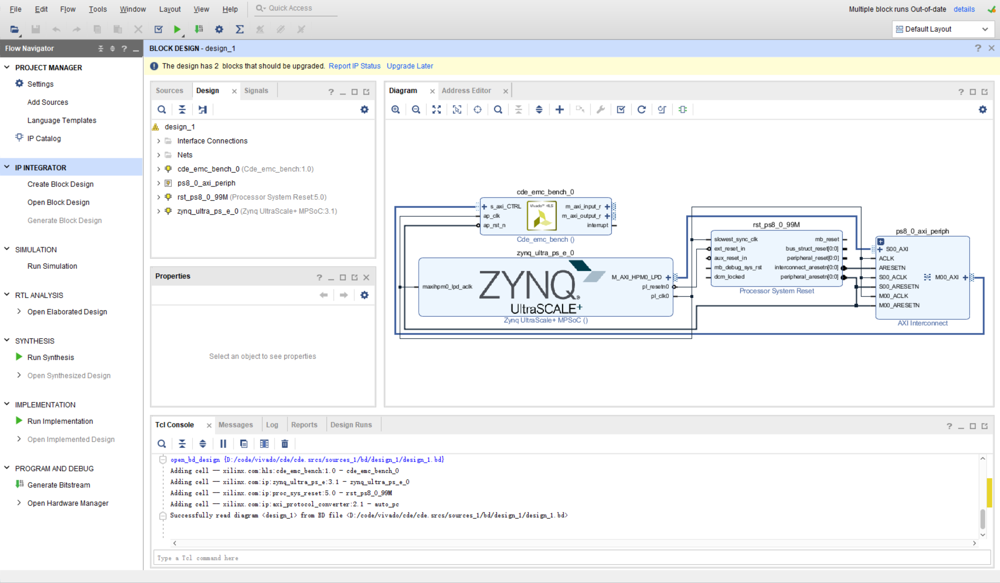 File Edit Flow Tools Window Layout View Help Quick Access Multiple block runs Out-of-date details
Default Layout
Flow Navigator
PROJECT MANAGER
Settings
Add Sources
Language Templates
IP Catalog
IP INTEGRATOR
Create Block Design
Open Block Design
Generate Block Design
SIMULATION
Run Simulation
RTL ANALYSIS
Open Elaborated Design
SYNTHESIS
Run Synthesis
Open Synthesized Design
IMPLEMENTATION
Run Implementation
Open Implemented Design
PROGRAM AND DEBUG
Generate Bitstream
Open Hardware Manager
BLOCK DESIGN - design_1
The design has 2 blocks that should be upgraded. Report IP Status Upgrade Later
Sources Design Signals
design_1
Interface Connections
Nets
cde_emc_bench_0 (Cde_emc_bench:1.0)
ps8_0_axi_periph
rst_ps8_0_99M (Processor System Reset:5.0)
zynq_ultra_ps_e_0 (Zynq UltraScale+ MPSoC:3.1)
Properties
Select an object to see properties
Diagram Address Editor
cde_emc_bench_0
s_axi_CTRL
ap_clk
ap_rst_n
Vivado™ HLS
m_axi_input_r
m_axi_output_r
interrupt
Cde_emc_bench ()
zynq_ultra_ps_e_0
maxihpm0_lpd_aclk
ZYNQ®
UltraSCALE+
M_AXI_HPM0_LPD
pl_resetn0
pl_clk0
Zynq UltraScale+ MPSoC ()
rst_ps8_0_99M
slowest_sync_clk
ext_reset_in
aux_reset_in
mb_debug_sys_rst
dcm_locked
mb_reset
bus_struct_reset[0:0]
peripheral_reset[0:0]
interconnect_aresetn[0:0]
peripheral_aresetn[0:0]
Processor System Reset
ps8_0_axi_periph
S00_AXI
ACLK
ARESETN
S00_ACLK
S00_ARESETN
M00_ACLK
M00_ARESETN
M00_AXI
AXI Interconnect
Tcl Console Messages Log Reports Design Runs
open_bd_design {D:/code/vivado/cde/cde.srcs/sources_1/bd/design_1/design_1.bd}
Adding cell -- xilinx.com:hls:cde_emc_bench:1.0 - cde_emc_bench_0
Adding cell -- xilinx.com:ip:zynq_ultra_ps_e:3.1 - zynq_ultra_ps_e_0
Adding cell -- xilinx.com:ip:proc_sys_reset:5.0 - rst_ps8_0_99M
Adding cell -- xilinx.com:ip:axi_protocol_converter:2.1 - auto_pc
Successfully read diagram <design_1> from BD file <D:/code/vivado/cde/cde.srcs/sources_1/bd/design_1/design_1.bd>
Type a Tcl command here